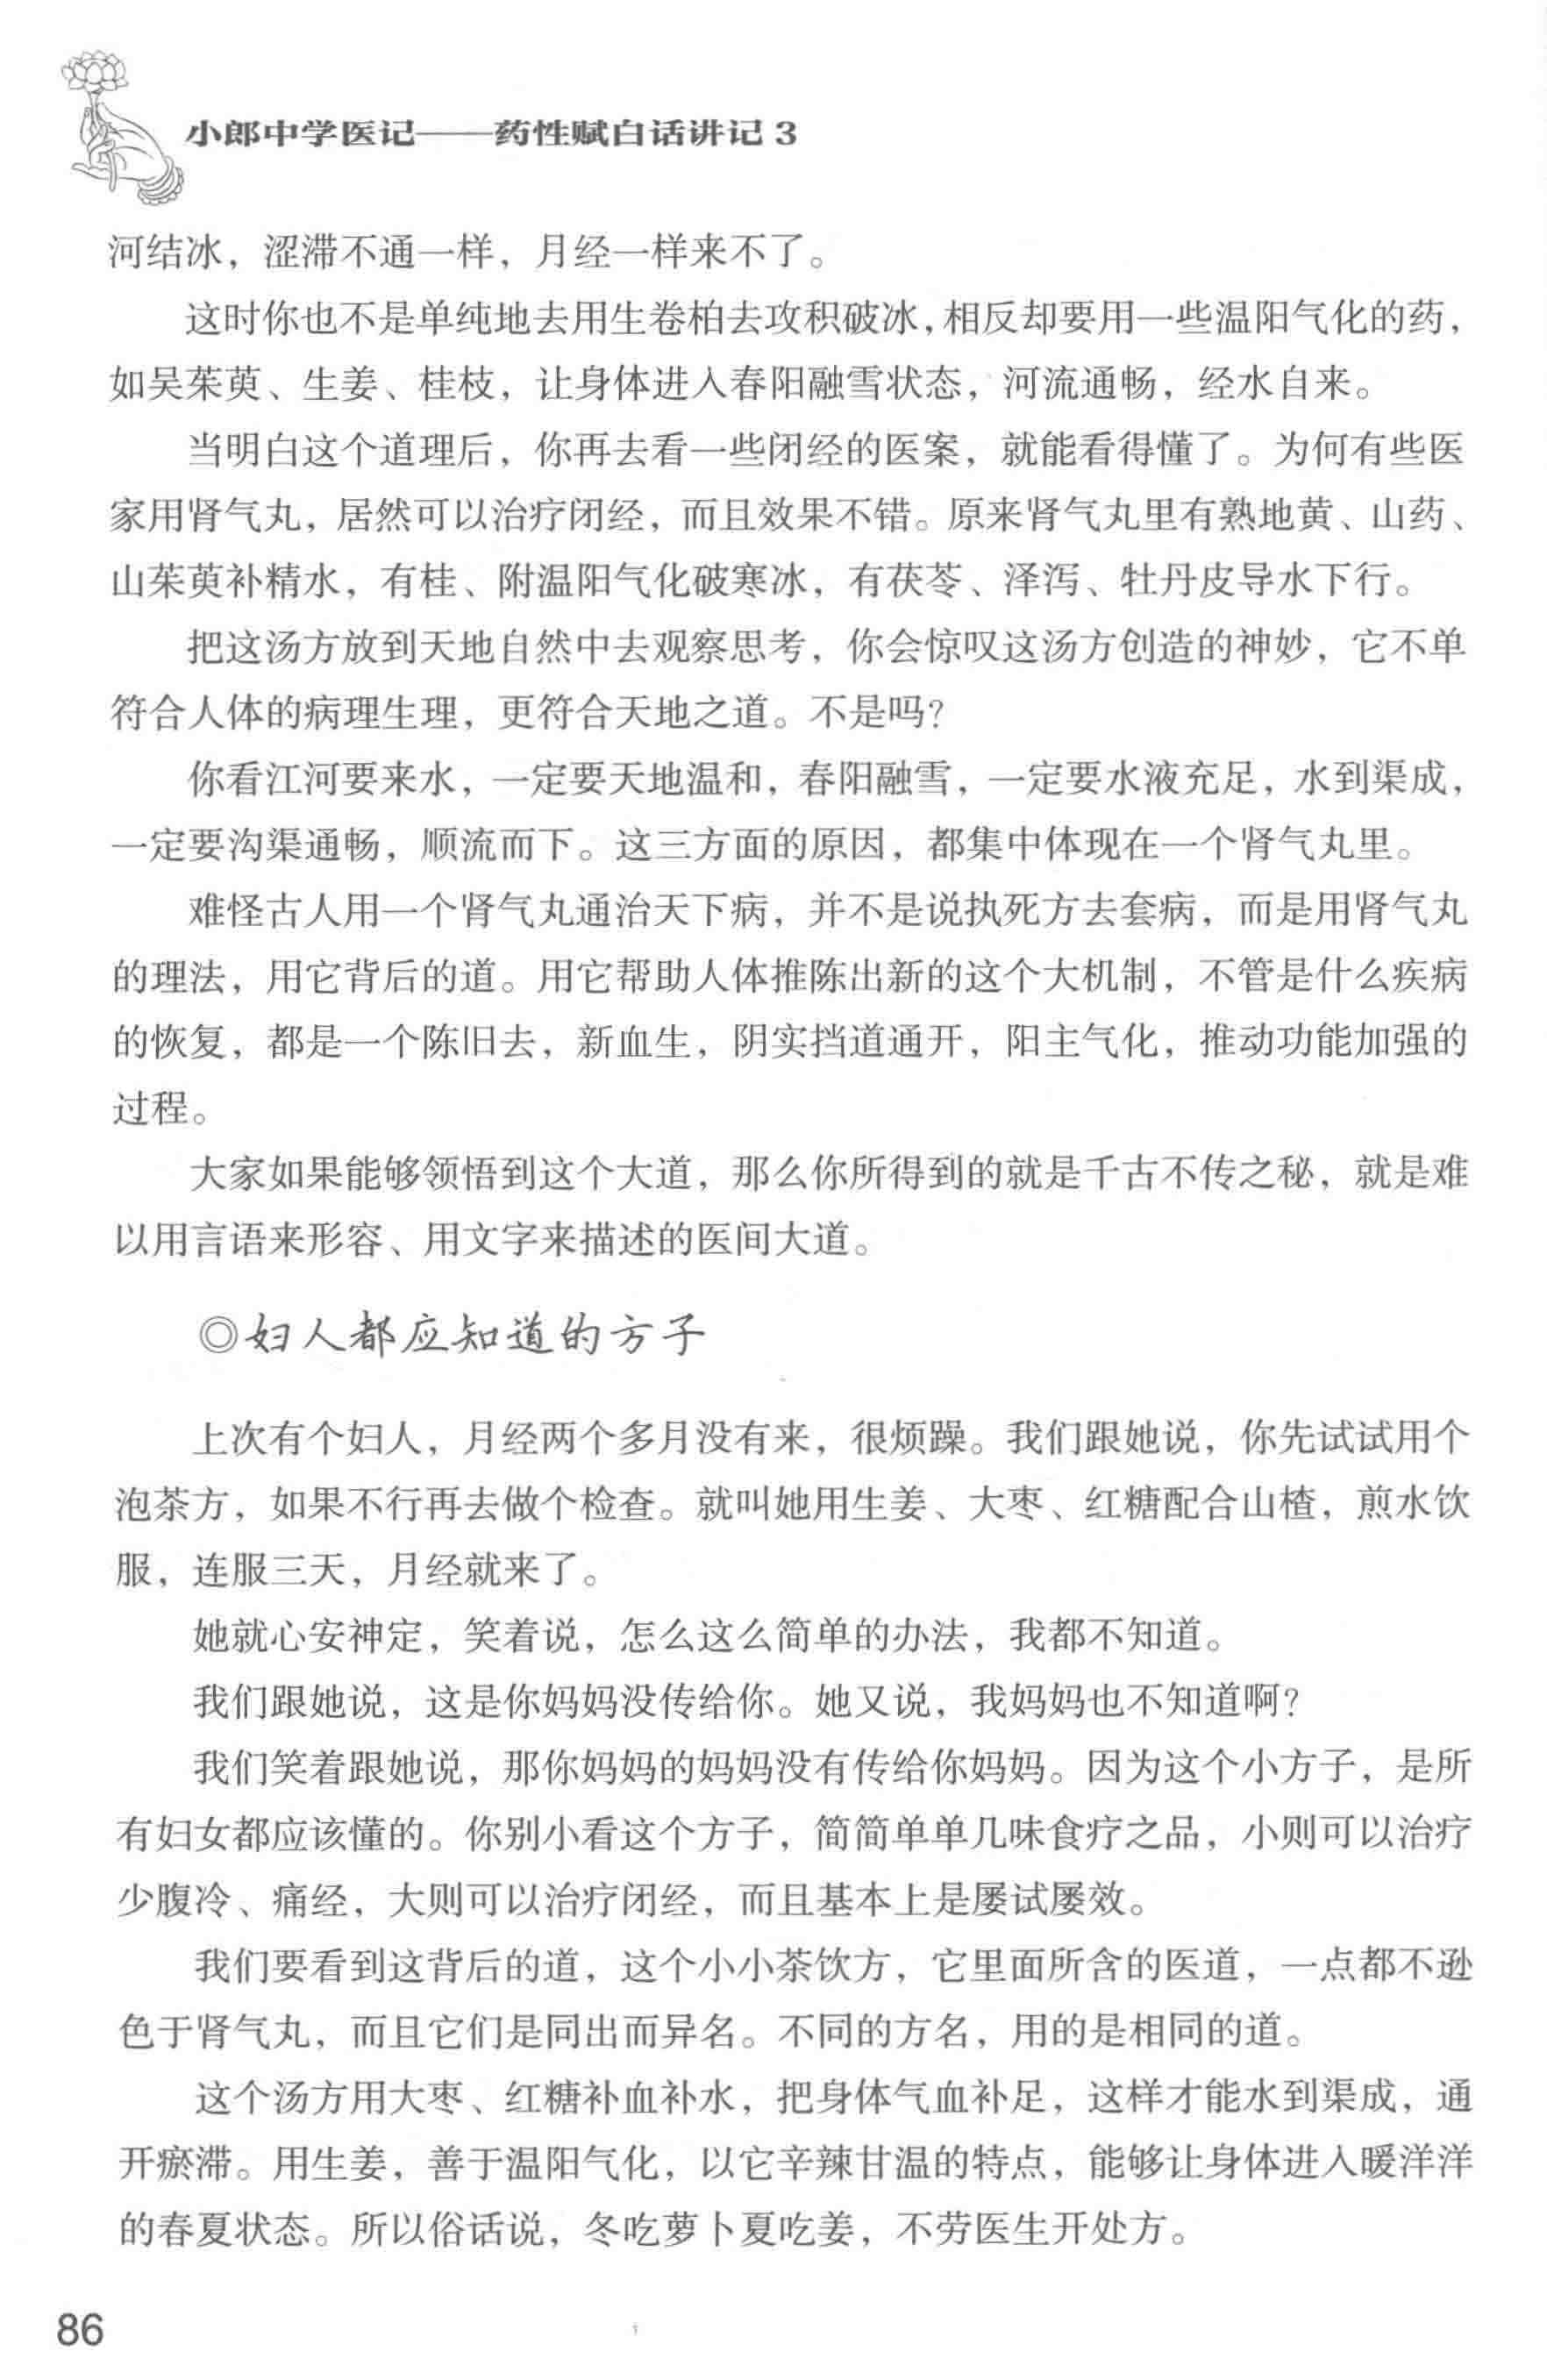 小郎中学医记——药性赋白话讲记 3
河结冰，涩滞不通一样，月经一样来不了。
这时你也不是单纯地去用生卷柏去攻积破冰，相反却要用一些温阳气化的药，
如吴茱萸、生姜、桂枝，让身体进入春阳融雪状态，河流通畅，经水自来。
当明白这个道理后，你再去看一些闭经的医案，就能看得懂了。为何有些医
家用肾气丸，居然可以治疗闭经，而且效果不错。原来肾气丸里有熟地黄、山药、
山茱萸补精水，有桂、附温阳气化破寒冰，有茯苓、泽泻、牡丹皮导水下行。
把这汤方放到天地自然中去观察思考，你会惊叹这汤方创造的神妙，它不单
符合人体的病理生理，更符合天地之道。不是吗？
你看江河要来水，一定要天地温和，春阳融雪，一定要水液充足，水到渠成，
一定要沟渠通畅，顺流而下。这三方面的原因，都集中体现在一个肾气丸里。
难怪古人用一个肾气丸通治天下病，并不是说执死方去套病，而是用肾气丸
的理法，用它背后的道。用它帮助人体推陈出新的这个大机制，不管是什么疾病
的恢复，都是一个陈旧去，新血生，阴实挡道通开，阳主气化，推动功能加强的
过程。
大家如果能够领悟到这个大道，那么你所得到的就是千古不传之秘，就是难
以用言语来形容、用文字来描述的医间大道。
◎妇人都应知道的方子
上次有个妇人，月经两个多月没有来，很烦躁。我们跟她说，你先试试用个
泡茶方，如果不行再去做个检查。就叫她用生姜、大枣、红糖配合山楂，煎水饮
服，连服三天，月经就来了。
她就心安神定，笑着说，怎么这么简单的办法，我都不知道。
我们跟她说，这是你妈妈没传给你。她又说，我妈妈也不知道啊？
我们笑着跟她说，那你妈妈的妈妈没有传给你妈妈。因为这个小方子，是所
有妇女都应该懂的。你别小看这个方子，简简单单几味食疗之品，小则可以治疗
少腹冷、痛经，大则可以治疗闭经，而且基本上是屡试屡效。
我们要看到这背后的道，这个小小茶饮方，它里面所含的医道，一点都不逊
色于肾气丸，而且它们是同出而异名。不同的方名，用的是相同的道。
这个汤方用大枣、红糖补血补水，把身体气血补足，这样才能水到渠成，通
开瘀滞。用生姜，善于温阳气化，以它辛辣甘温的特点，能够让身体进入暖洋洋
的春夏状态。所以俗话说，冬吃萝卜夏吃姜，不劳医生开处方。
86